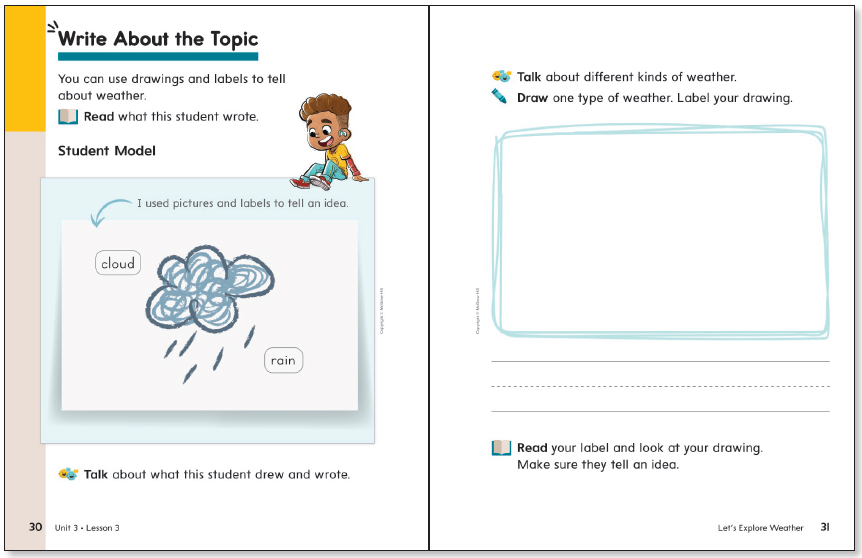 Write About the Topic
You can use drawings and labels to tell
about weather.
Read what this student wrote.
Student Model
I used pictures and labels to tell an idea.
cloud
rain
Copyright © McGraw Hill
Talk about what this student drew and wrote.
30 Unit 3 • Lesson 3
Talk about different kinds of weather.
Draw one type of weather. Label your drawing.
Copyright © McGraw Hill
Read your label and look at your drawing.
Make sure they tell an idea.
Let's Explore Weather 31